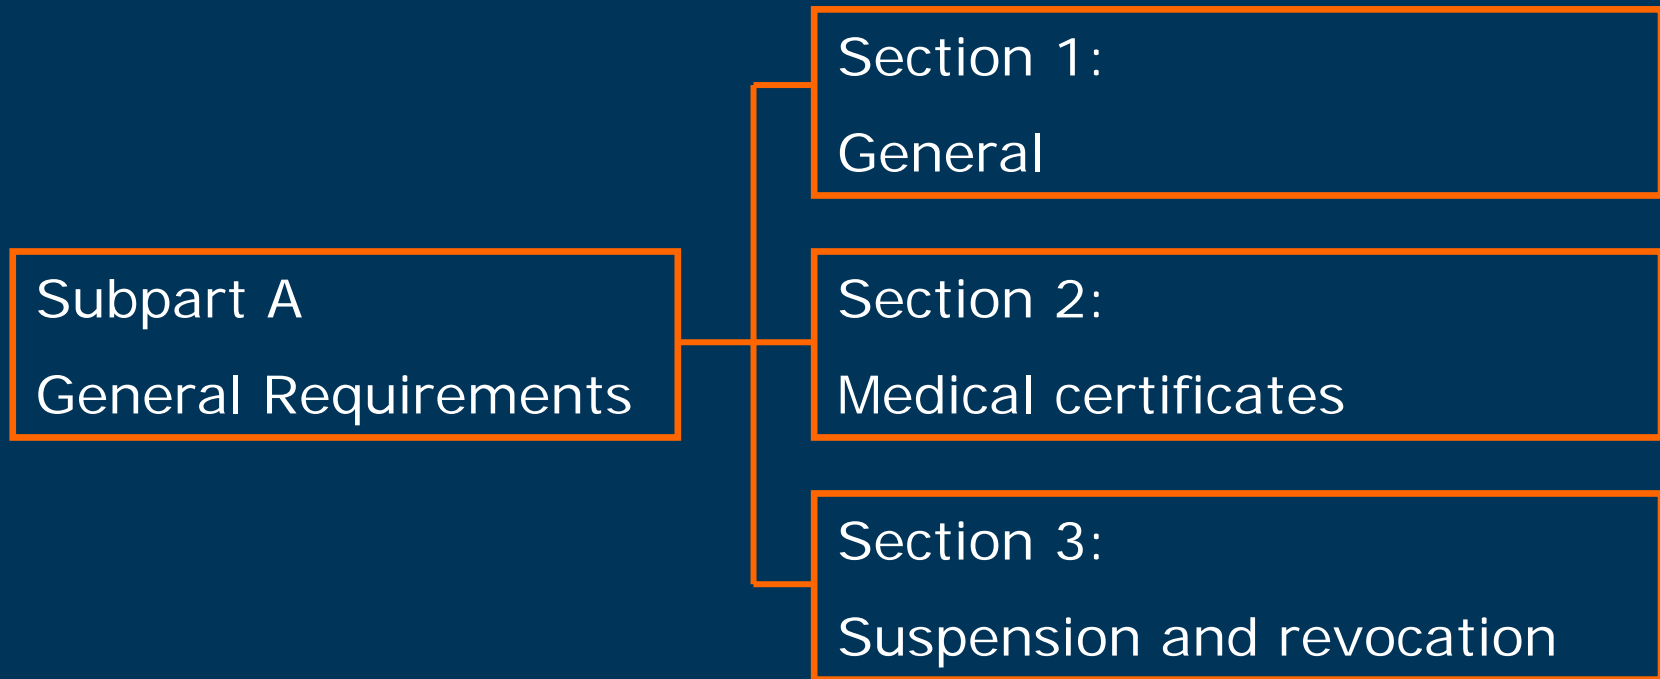 Subpart A
General Requirements
Section 1:
General
Section 2:
Medical certificates
Section 3:
Suspension and revocation